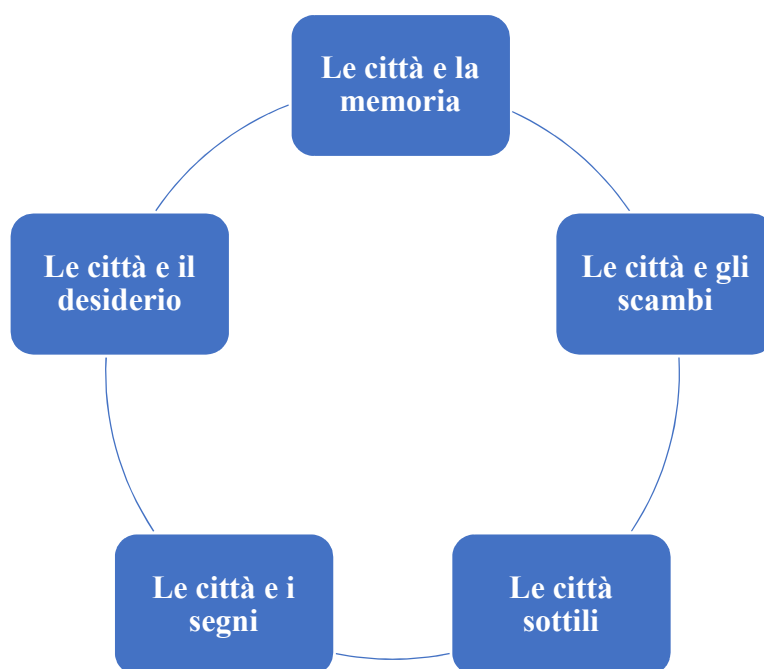 Le città e la
memoria
Le città e il
desiderio
Le città e gli
scambi
Le città e i
segni
Le città
sottili